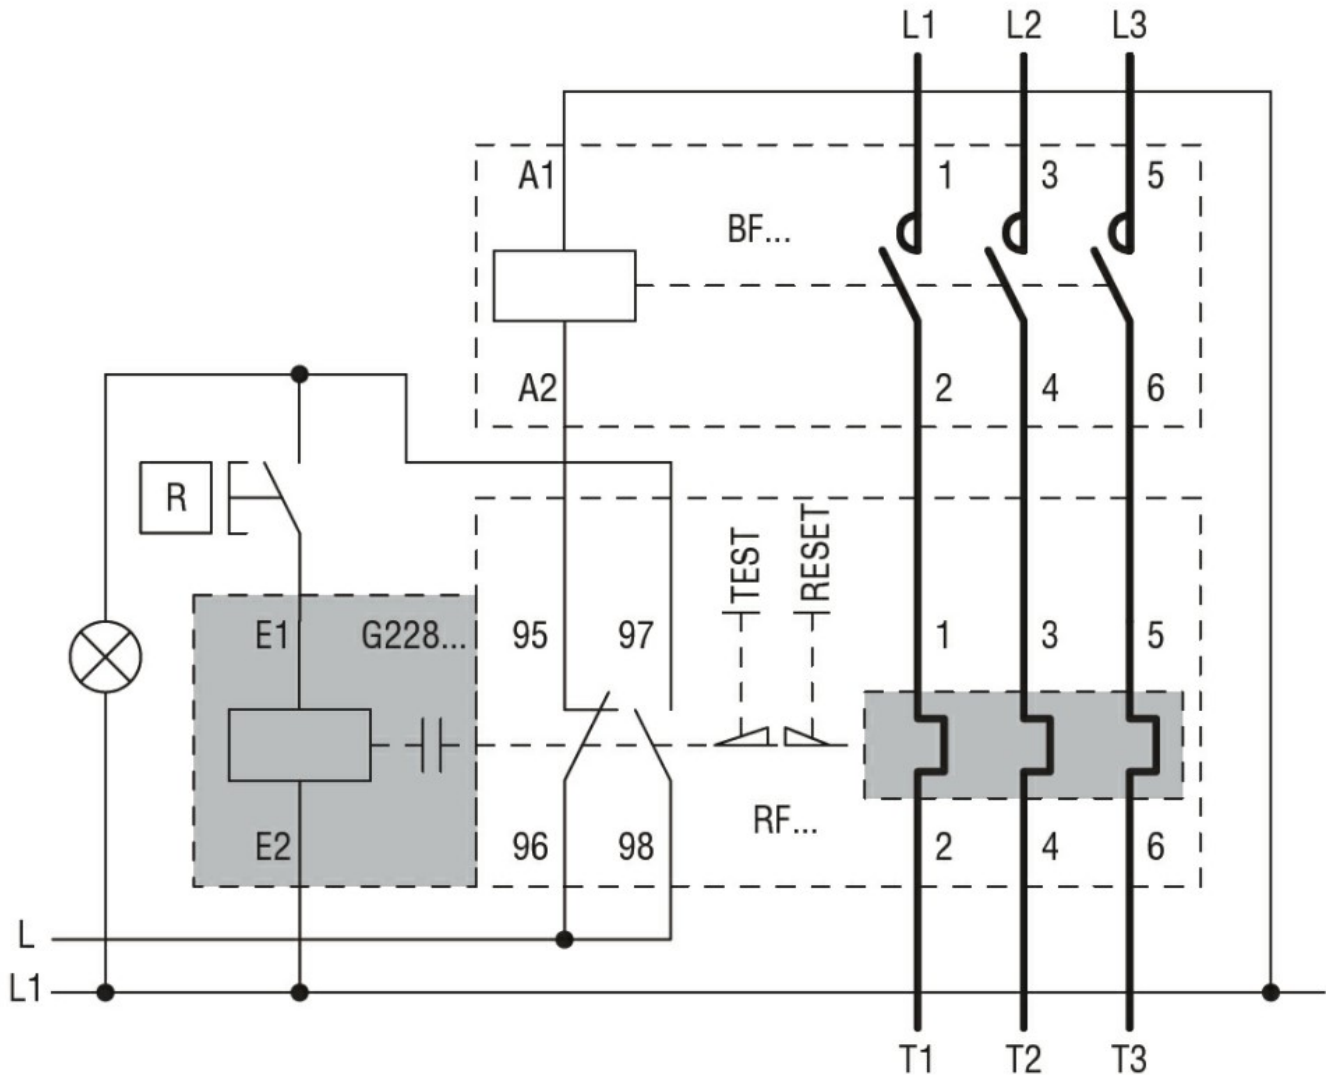 L1 L2 L3
A1 1 3 5
BF...
A2 2 4 6
R
TEST RESET
E1 G228... 95 97 1 3 5
RF...
E2 96 98 2 4 6
L
L1
T1 T2 T3